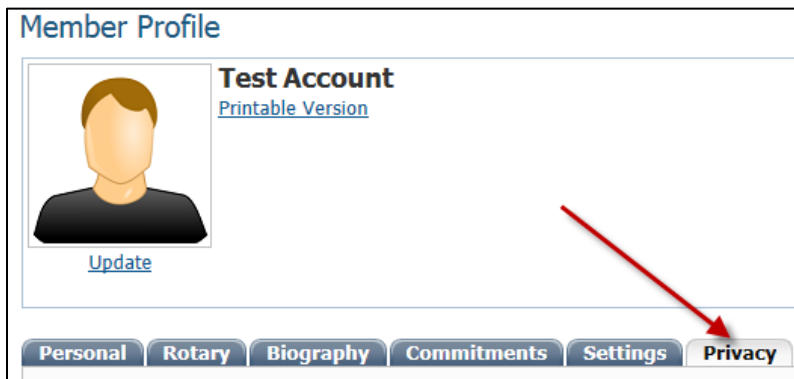 Member Profile
Test Account
Printable Version
Update
Personal Rotary Biography Commitments Settings Privacy